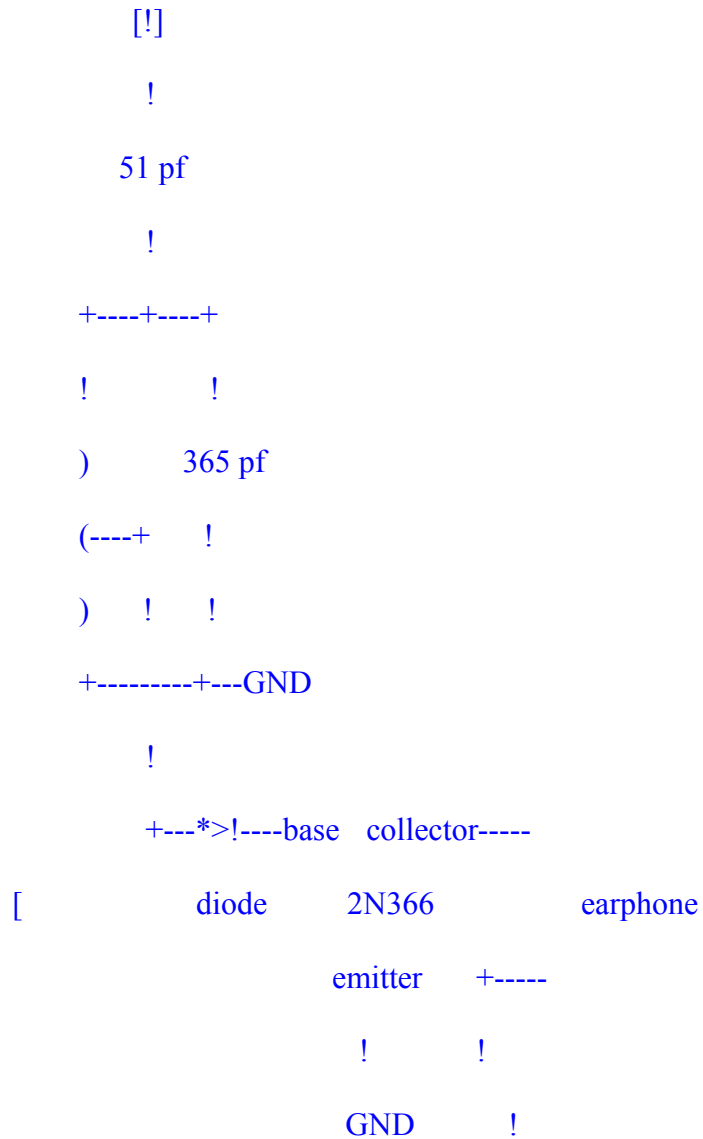 [!]
!
51 pf
!
+----+----+
! !
) 365 pf
(----+ !
) ! !
+---------+---GND
!
+---*>!----base collector-----
[ diode 2N366 earphone
emitter +-----
! !
GND !